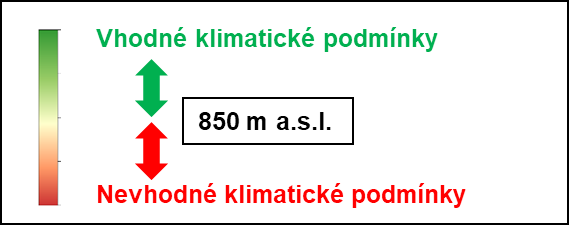 Vhodné klimatické podmínky
850 m a.s.l.
Nevhodné klimatické podmínky